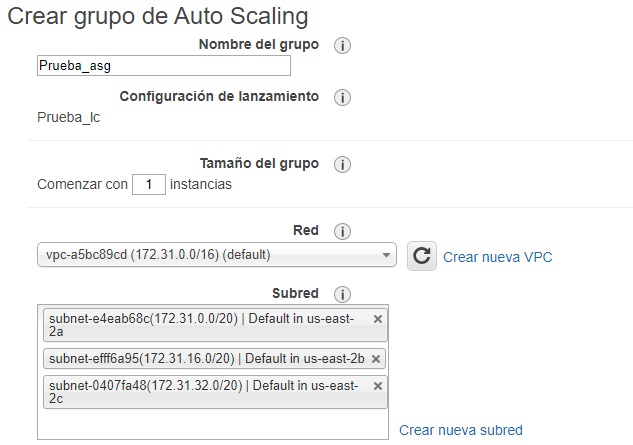 Crear grupo de Auto Scaling
Nombre del grupo
Prueba_asg
Configuración de lanzamiento
Prueba_lc
Tamaño del grupo
Comenzar con 1 instancias
Red
vpc-a5bc89cd (172.31.0.0/16) (default)
Crear nueva VPC
Subred
subnet-e4eab68c(172.31.0.0/20) | Default in us-east-
2a
subnet-efff6a95(172.31.16.0/20) | Default in us-east-2b
subnet-0407fa48(172.31.32.0/20) | Default in us-east-
2c
Crear nueva subred